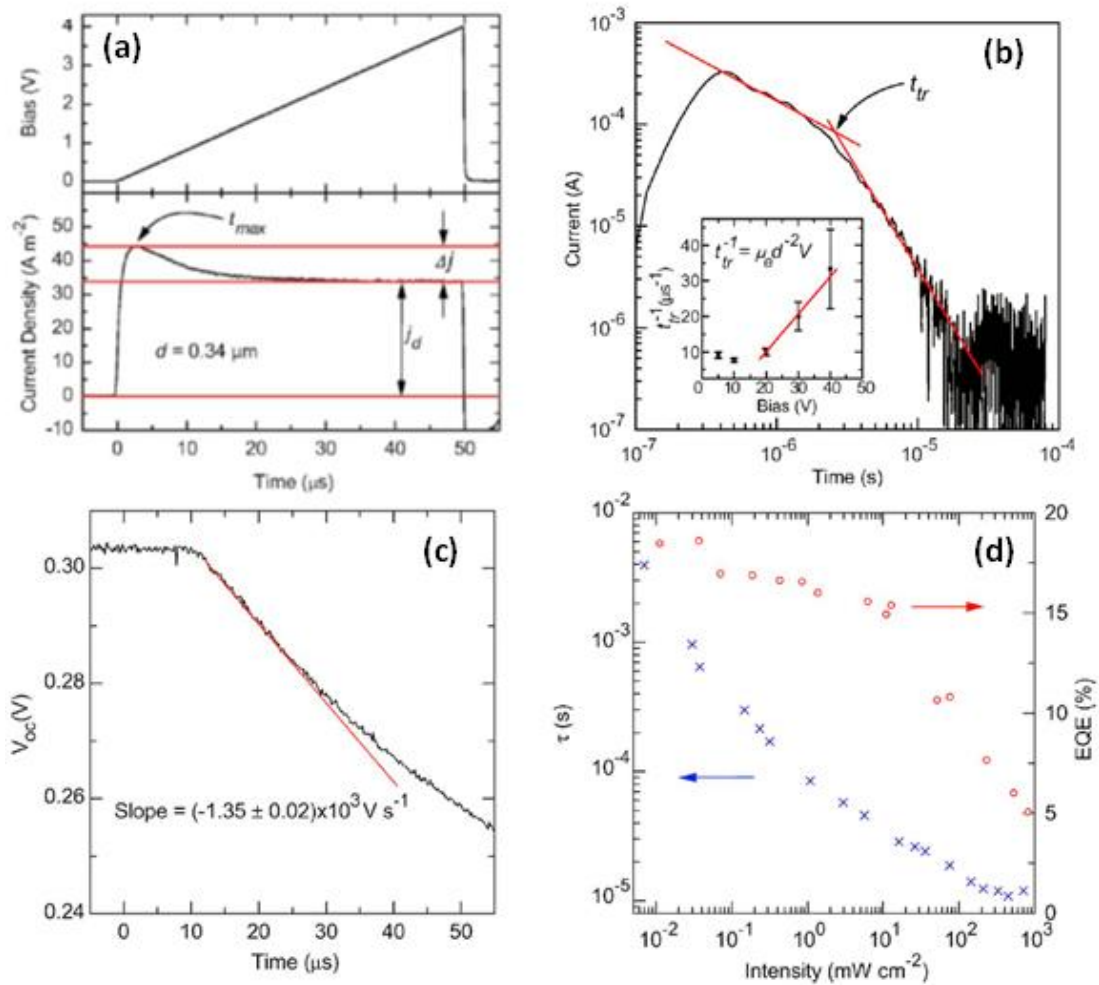 (a)
4
2
0
Bias (V)
t_max
50
40
30
20
10
0
-10
Current Density (A m⁻²)
Δj
j_d
d = 0.34 μm
0 10 20 30 40 50
Time (μs)
(b)
10⁻³
10⁻⁴
10⁻⁵
10⁻⁶
10⁻⁷
Current (A)
t_tr
t_tr⁻¹ = μ_e d⁻² V
40
30
20
10
t_tr⁻¹ (μs⁻¹)
0 10 20 30 40 50
Bias (V)
10⁻⁷ 10⁻⁶ 10⁻⁵ 10⁻⁴
Time (s)
(c)
0.30
0.28
0.26
0.24
V_oc(V)
Slope = (-1.35 ± 0.02)x10³ V s⁻¹
0 10 20 30 40 50
Time (μs)
(d)
10⁻²
10⁻³
10⁻⁴
10⁻⁵
τ (s)
20
15
10
5
0
EQE (%)
10⁻² 10⁻¹ 10⁰ 10¹ 10² 10³
Intensity (mW cm⁻²)